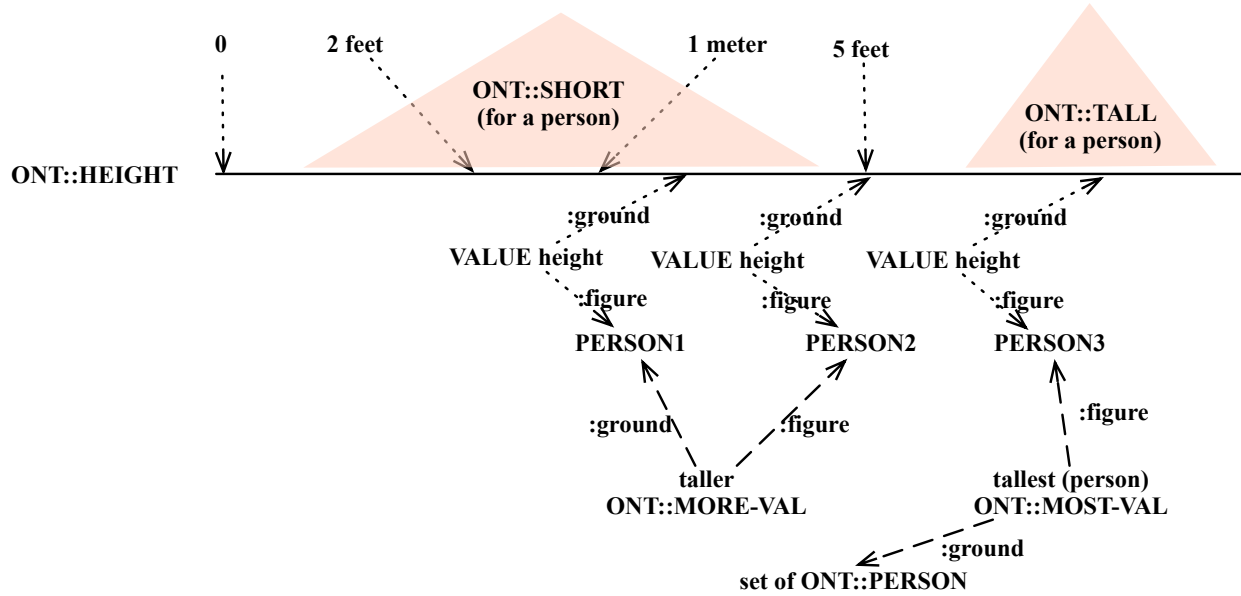 0
2 feet
1 meter
5 feet
ONT::SHORT
(for a person)
ONT::TALL
(for a person)
ONT::HEIGHT
:ground
:ground
:ground
VALUE height
VALUE height
VALUE height
:figure
:figure
:figure
PERSON1
PERSON2
PERSON3
:ground
:figure
:figure
taller
ONT::MORE-VAL
tallest (person)
ONT::MOST-VAL
:ground
set of ONT::PERSON